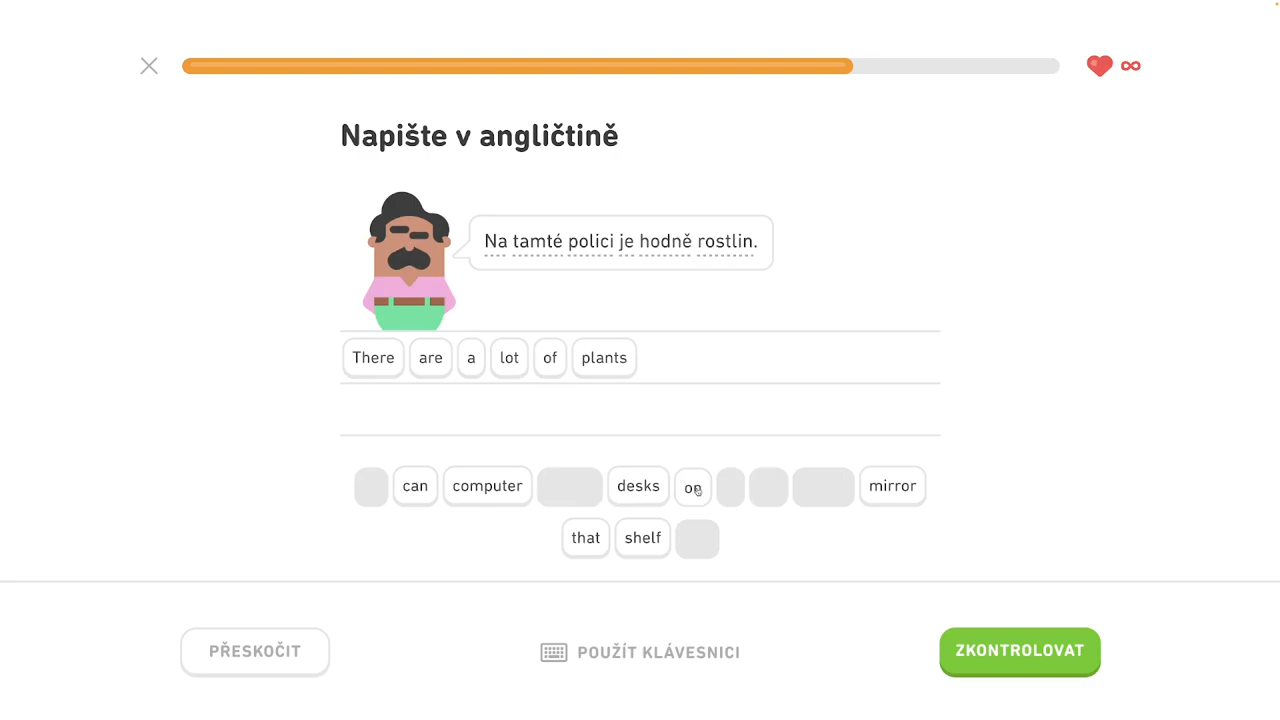 Napište v angličtině
Na tamté polici je hodně rostlin.
There are a lot of plants
can computer desks on mirror
that shelf
PŘESKOČIT
POUŽÍT KLÁVESNICI
ZKONTROLOVAT